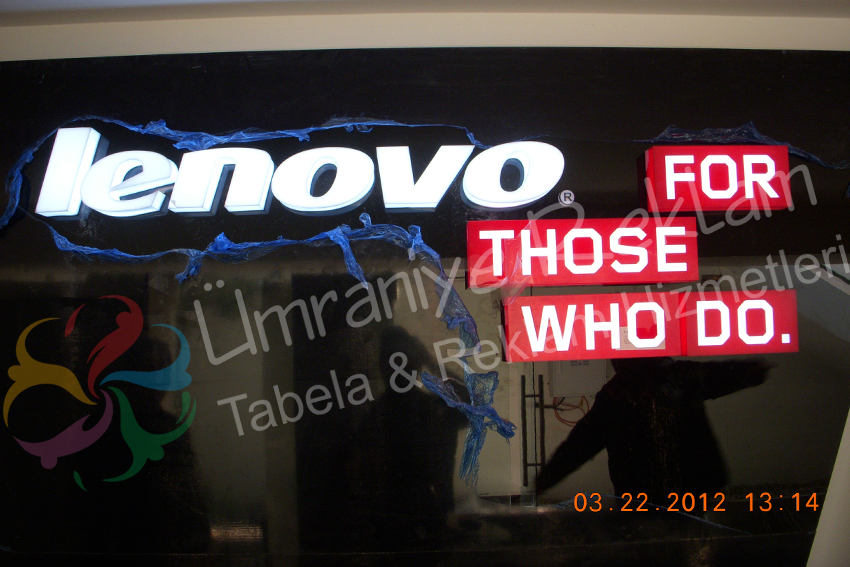 lenovo®
FOR
THOSE
WHO DO.
Ümraniye Reklam
Tabela & Reklam Hizmetleri
03.22.2012 13:14